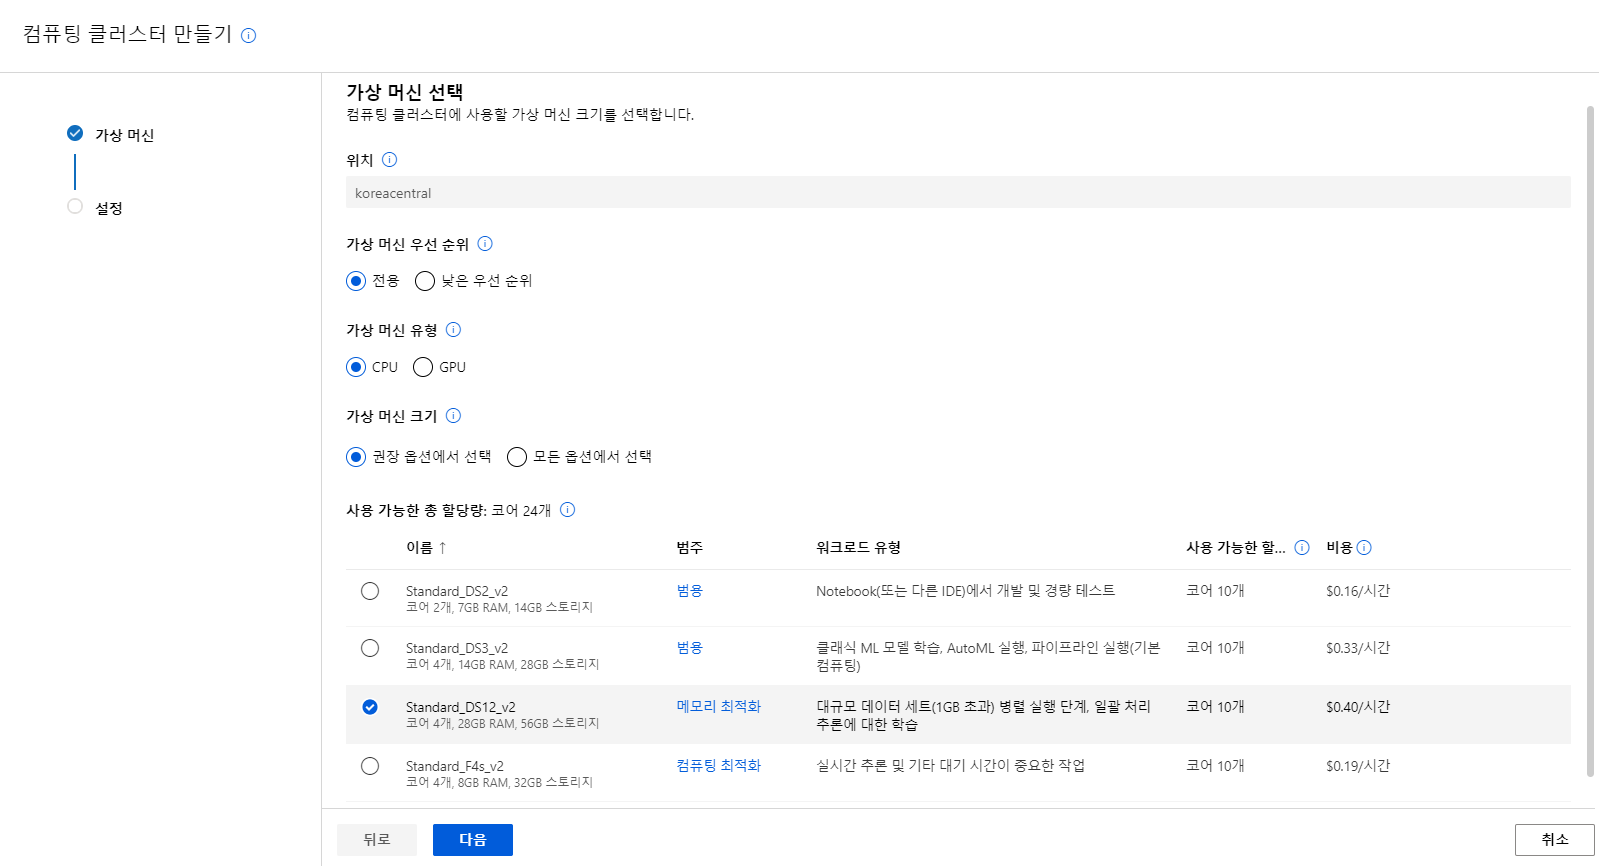 컴퓨팅 클러스터 만들기
가상 머신
설정
가상 머신 선택
컴퓨팅 클러스터에 사용할 가상 머신 크기를 선택합니다.
위치
koreacentral
가상 머신 우선 순위
전용 낮은 우선 순위
가상 머신 유형
CPU GPU
가상 머신 크기
권장 옵션에서 선택 모든 옵션에서 선택
사용 가능한 총 할당량: 코어 24개
이름 ↑ 범주 워크로드 유형 사용 가능한 할... 비용
Standard_DS2_v2 범용 Notebook(또는 다른 IDE)에서 개발 및 경량 테스트 코어 10개 $0.16/시간
코어 2개, 7GB RAM, 14GB 스토리지
Standard_DS3_v2 범용 클래식 ML 모델 학습, AutoML 실행, 파이프라인 실행(기본 코어 10개 $0.33/시간
코어 4개, 14GB RAM, 28GB 스토리지 컴퓨팅)
Standard_DS12_v2 메모리 최적화 대규모 데이터 세트(1GB 초과) 병렬 실행 단계, 일괄 처리 코어 10개 $0.40/시간
코어 4개, 28GB RAM, 56GB 스토리지 추론에 대한 학습
Standard_F4s_v2 컴퓨팅 최적화 실시간 추론 및 기타 대기 시간이 중요한 작업 코어 10개 $0.19/시간
코어 4개, 8GB RAM, 32GB 스토리지
뒤로 다음 취소